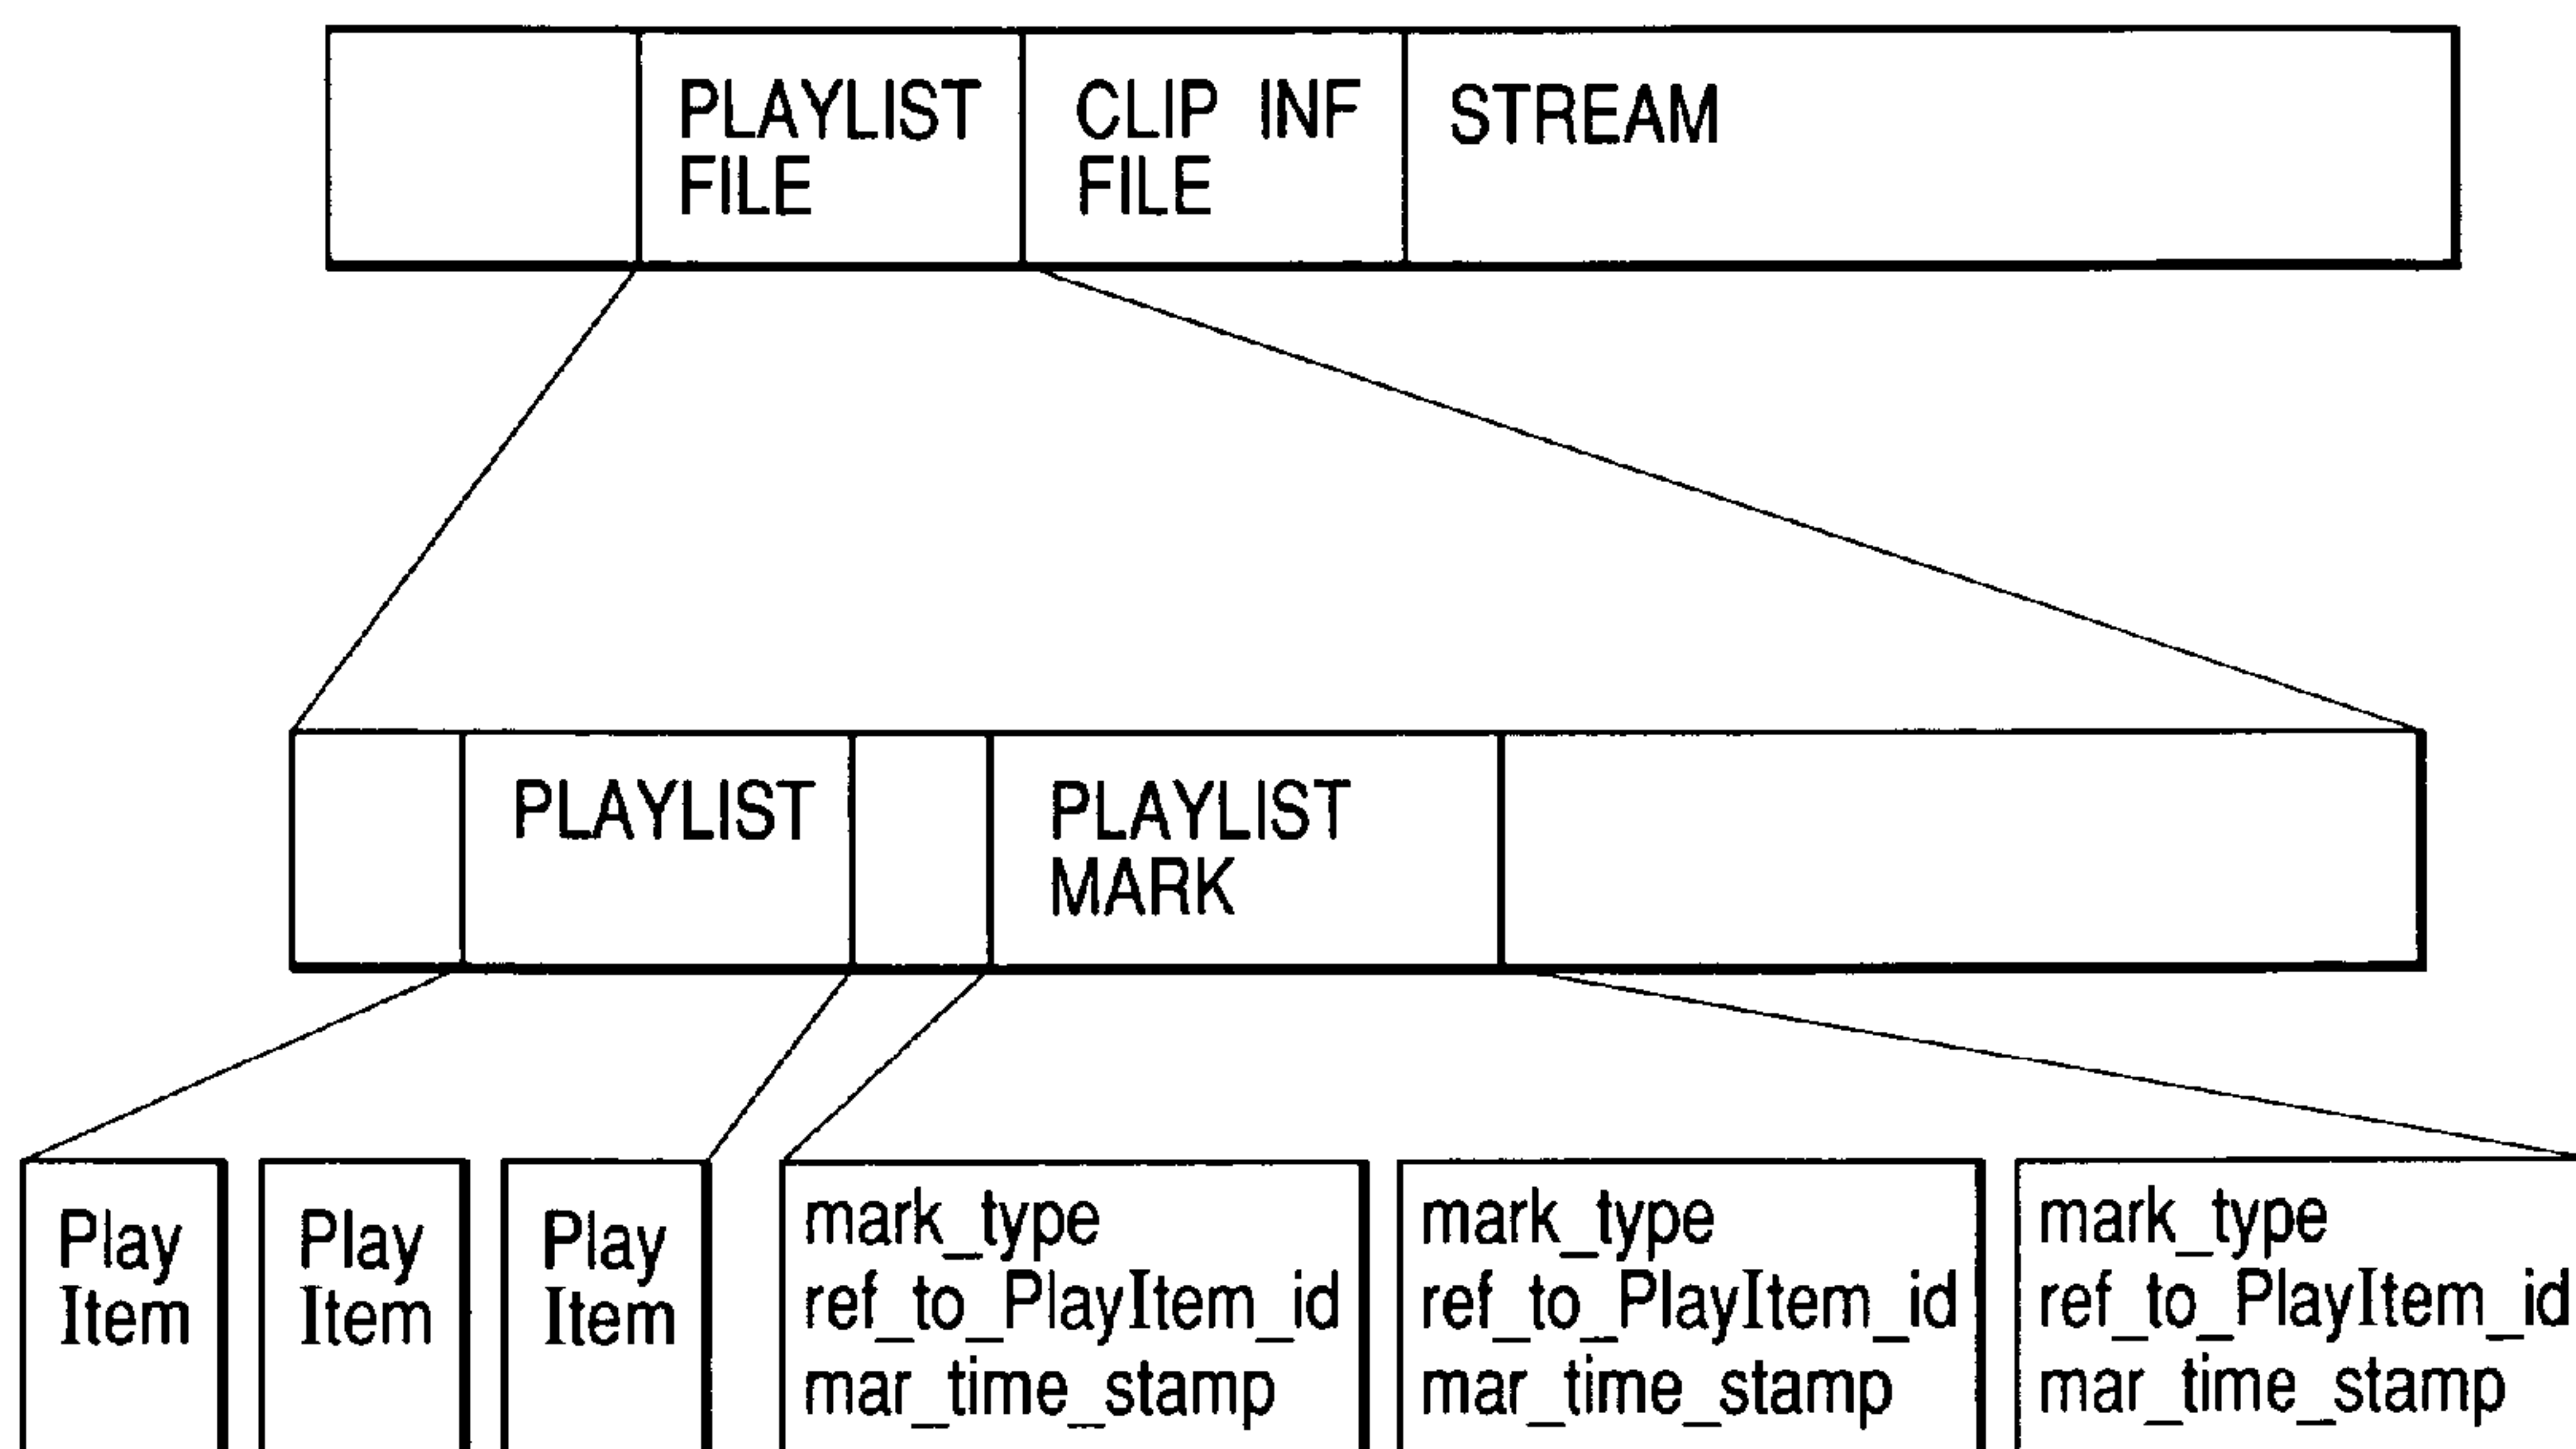 PLAYLIST
FILE
CLIP INF
FILE
STREAM
PLAYLIST
PLAYLIST
MARK
Play
Item
Play
Item
Play
Item
mark_type
ref_to_PlayItem_id
mar_time_stamp
mark_type
ref_to_PlayItem_id
mar_time_stamp
mark_type
ref_to_PlayItem_id
mar_time_stamp